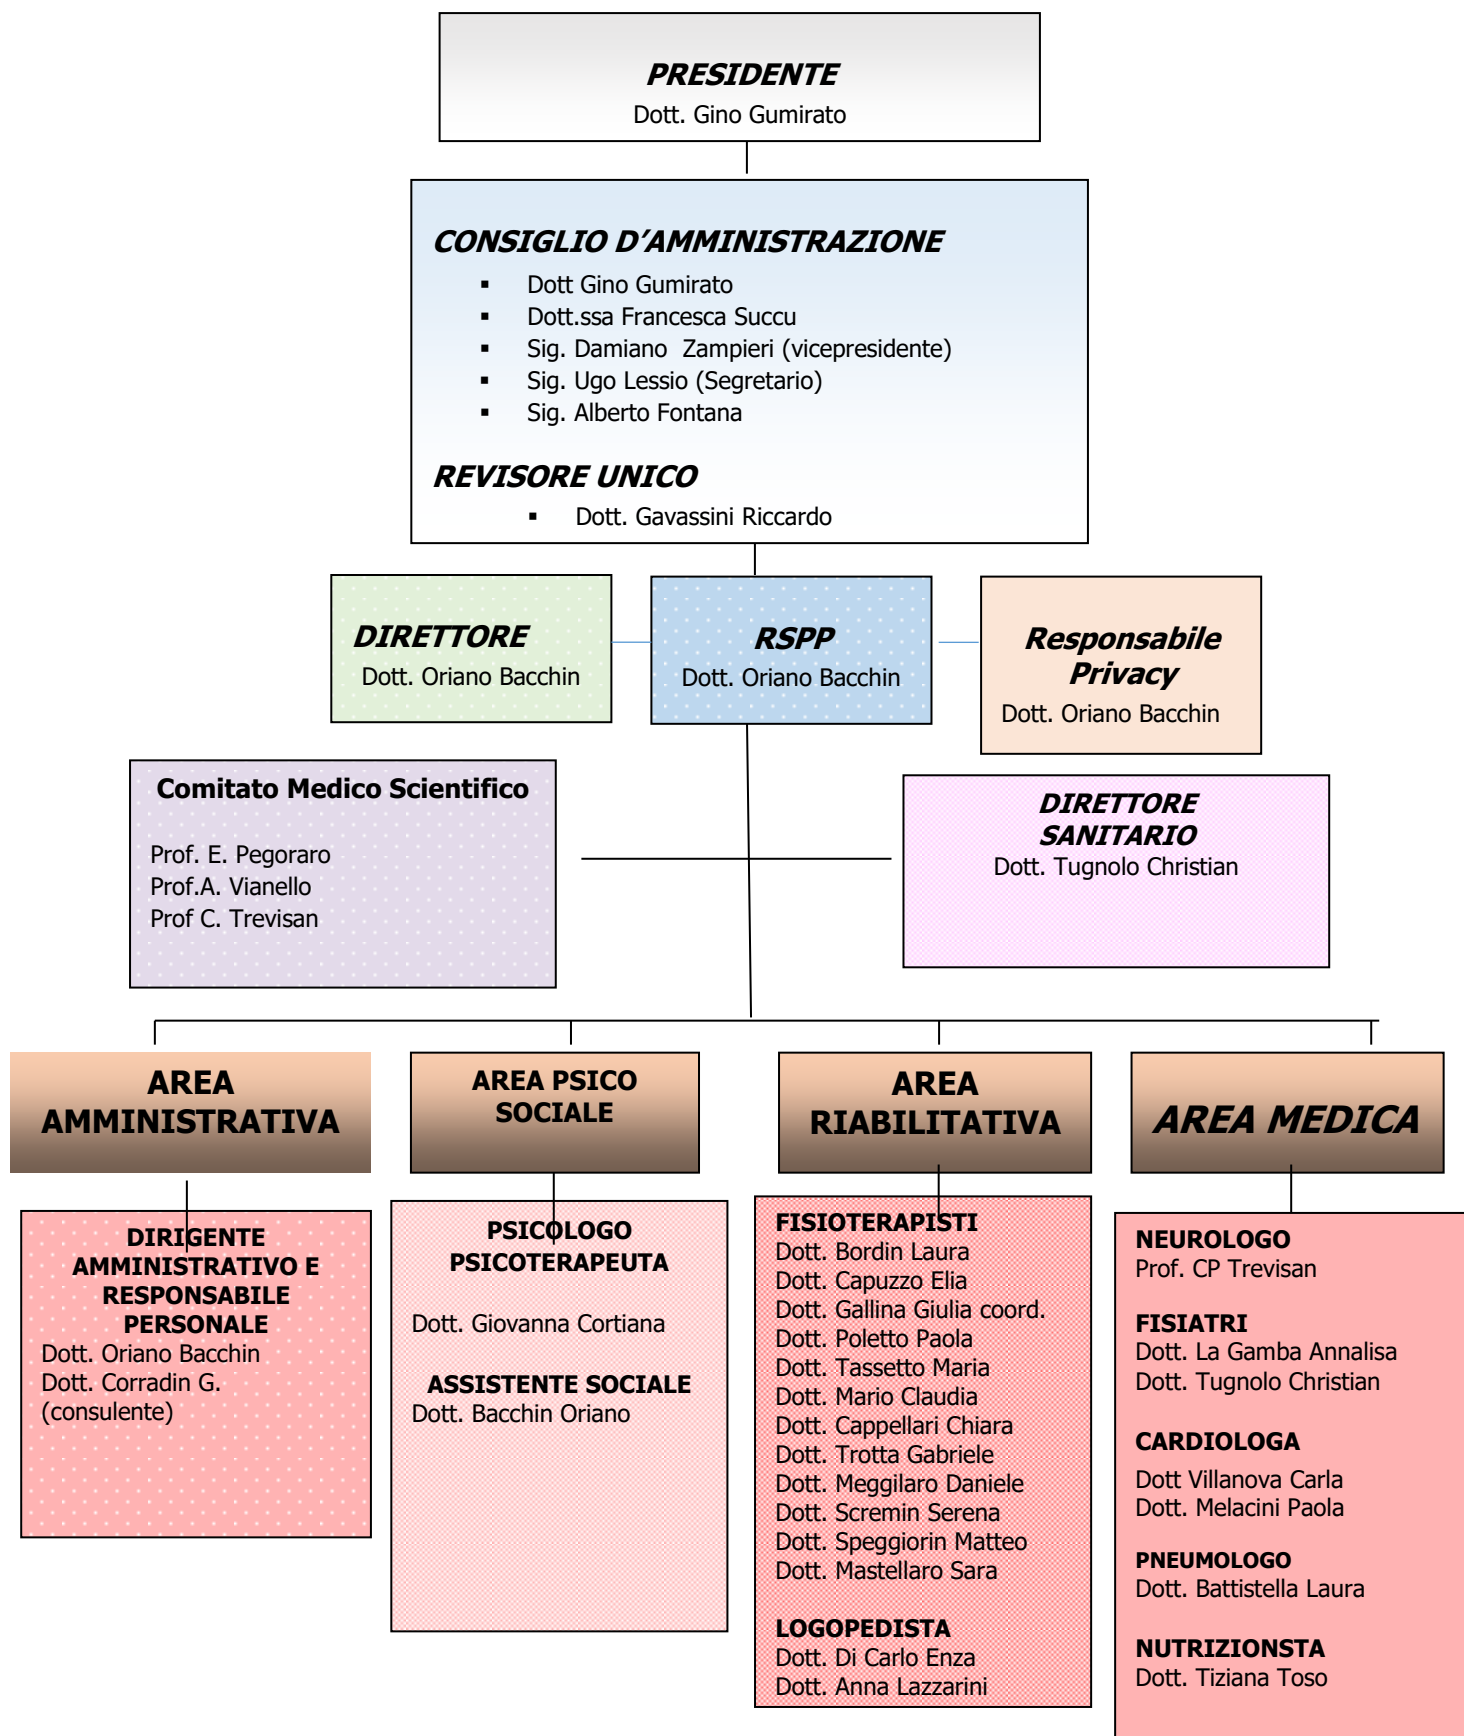 PRESIDENTE
Dott. Gino Gumirato
CONSIGLIO D’AMMINISTRAZIONE
▪ Dott Gino Gumirato
▪ Dott.ssa Francesca Succu
▪ Sig. Damiano Zampieri (vicepresidente)
▪ Sig. Ugo Lessio (Segretario)
▪ Sig. Alberto Fontana
REVISORE UNICO
▪ Dott. Gavassini Riccardo
DIRETTORE
Dott. Oriano Bacchin
RSPP
Dott. Oriano Bacchin
Responsabile
Privacy
Dott. Oriano Bacchin
Comitato Medico Scientifico
Prof. E. Pegoraro
Prof.A. Vianello
Prof C. Trevisan
DIRETTORE
SANITARIO
Dott. Tugnolo Christian
AREA
AMMINISTRATIVA
DIRIGENTE
AMMINISTRATIVO E
RESPONSABILE
PERSONALE
Dott. Oriano Bacchin
Dott. Corradin G.
(consulente)
AREA PSICO
SOCIALE
PSICOLOGO
PSICOTERAPEUTA
Dott. Giovanna Cortiana
ASSISTENTE SOCIALE
Dott. Bacchin Oriano
AREA
RIABILITATIVA
FISIOTERAPISTI
Dott. Bordin Laura
Dott. Capuzzo Elia
Dott. Gallina Giulia coord.
Dott. Poletto Paola
Dott. Tassetto Maria
Dott. Mario Claudia
Dott. Cappellari Chiara
Dott. Trotta Gabriele
Dott. Meggilaro Daniele
Dott. Scremin Serena
Dott. Speggiorin Matteo
Dott. Mastellaro Sara
LOGOPEDISTA
Dott. Di Carlo Enza
Dott. Anna Lazzarini
AREA MEDICA
NEUROLOGO
Prof. CP Trevisan
FISIATRI
Dott. La Gamba Annalisa
Dott. Tugnolo Christian
CARDIOLOGA
Dott Villanova Carla
Dott. Melacini Paola
PNEUMOLOGO
Dott. Battistella Laura
NUTRIZIONSTA
Dott. Tiziana Toso